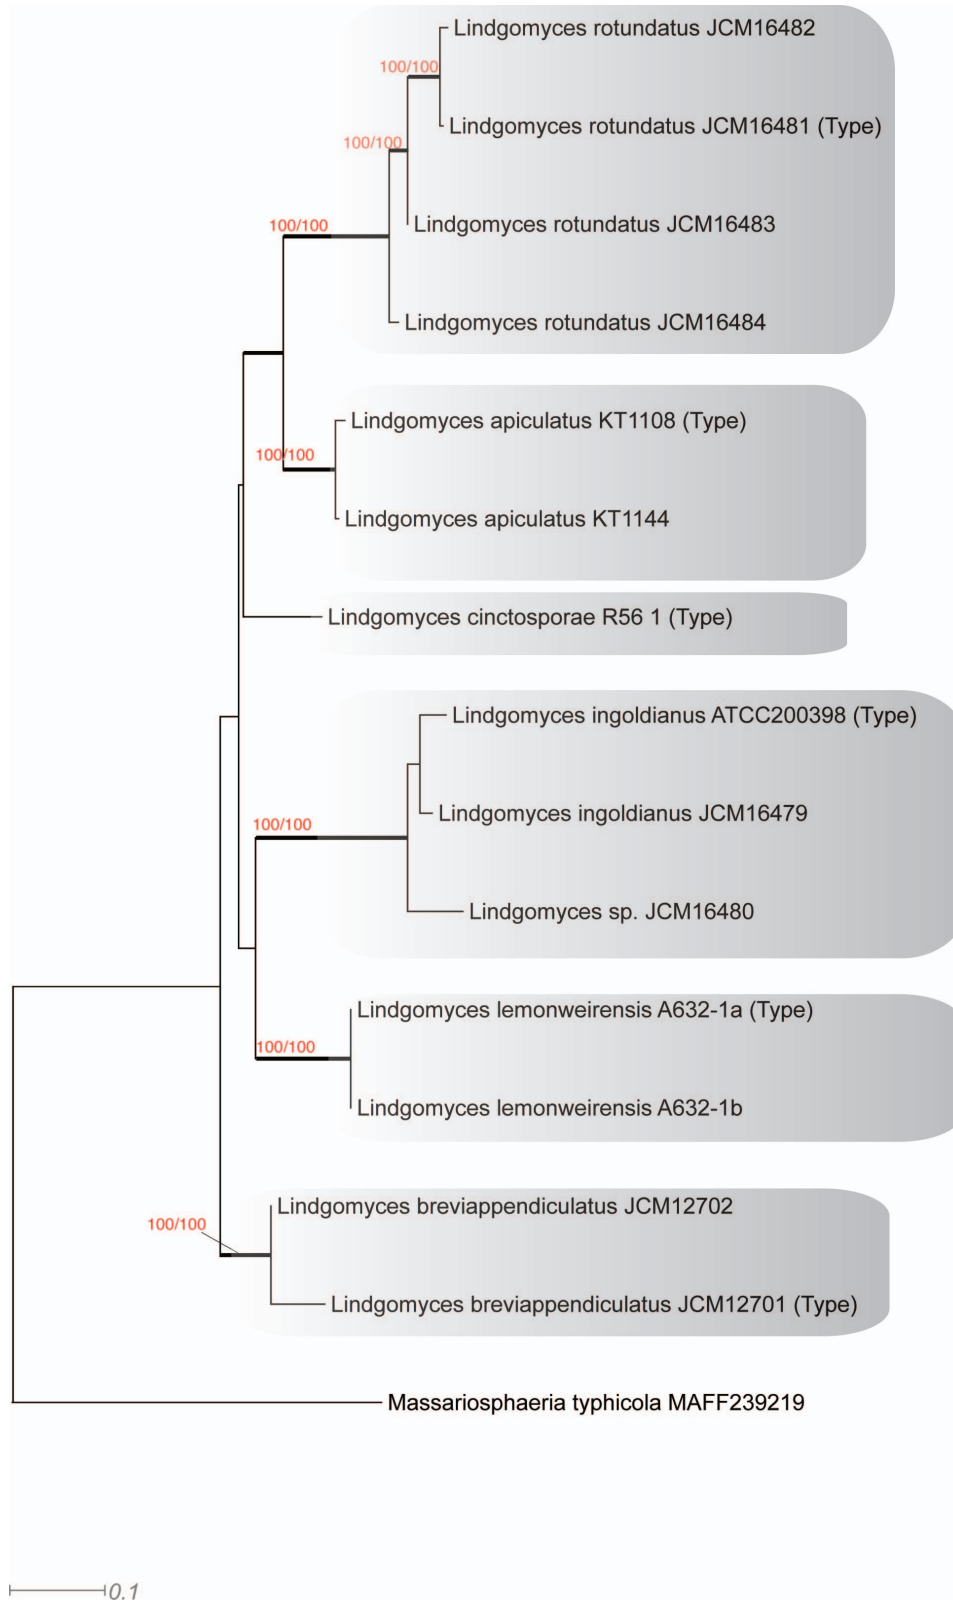 Lindgomyces rotundatus JCM16482
100/100
Lindgomyces rotundatus JCM16481 (Type)
100/100
Lindgomyces rotundatus JCM16483
100/100
Lindgomyces rotundatus JCM16484
Lindgomyces apiculatus KT1108 (Type)
100/100
Lindgomyces apiculatus KT1144
Lindgomyces cinctosporae R56 1 (Type)
Lindgomyces ingoldianus ATCC200398 (Type)
Lindgomyces ingoldianus JCM16479
100/100
Lindgomyces sp. JCM16480
Lindgomyces lemonweirensis A632-1a (Type)
100/100
Lindgomyces lemonweirensis A632-1b
Lindgomyces breviappendiculatus JCM12702
100/100
Lindgomyces breviappendiculatus JCM12701 (Type)
Massariosphaeria typhicola MAFF239219
0.1